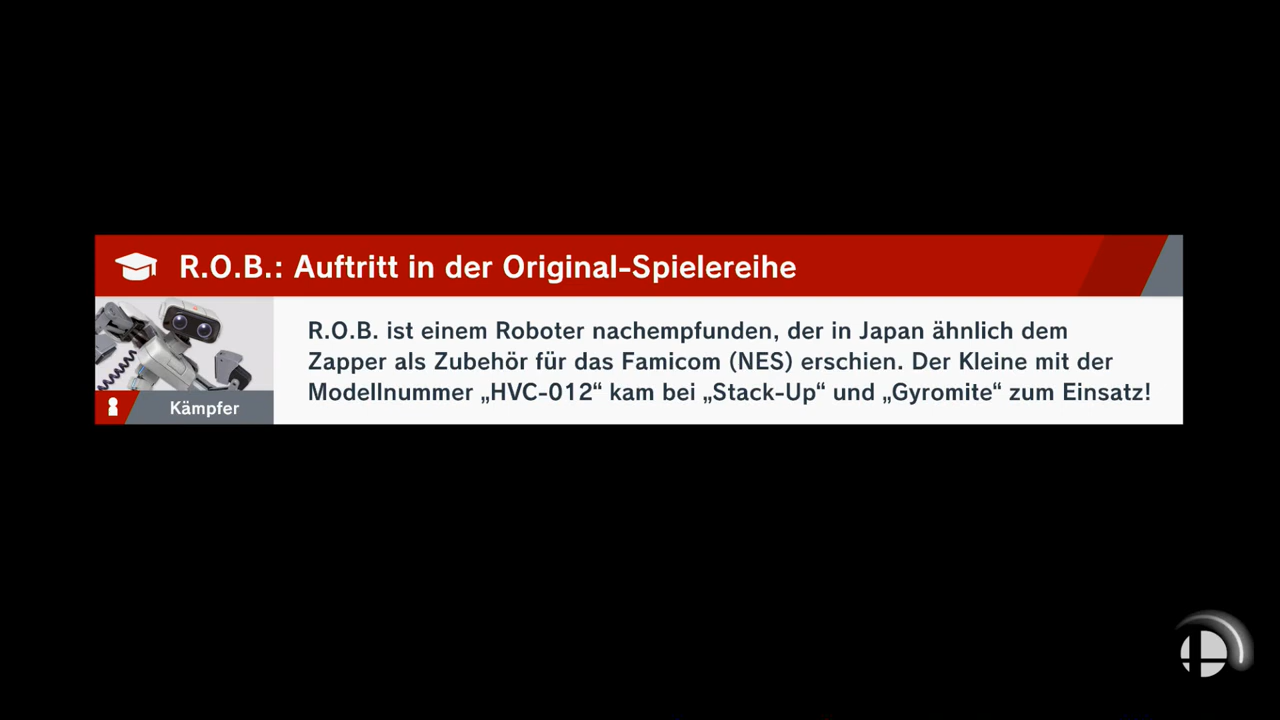 R.O.B.: Auftritt in der Original-Spielereihe
R.O.B. ist einem Roboter nachempfunden, der in Japan ähnlich dem
Zapper als Zubehör für das Famicom (NES) erschien. Der Kleine mit der
Modellnummer „HVC-012“ kam bei „Stack-Up“ und „Gyromite“ zum Einsatz!
Kämpfer